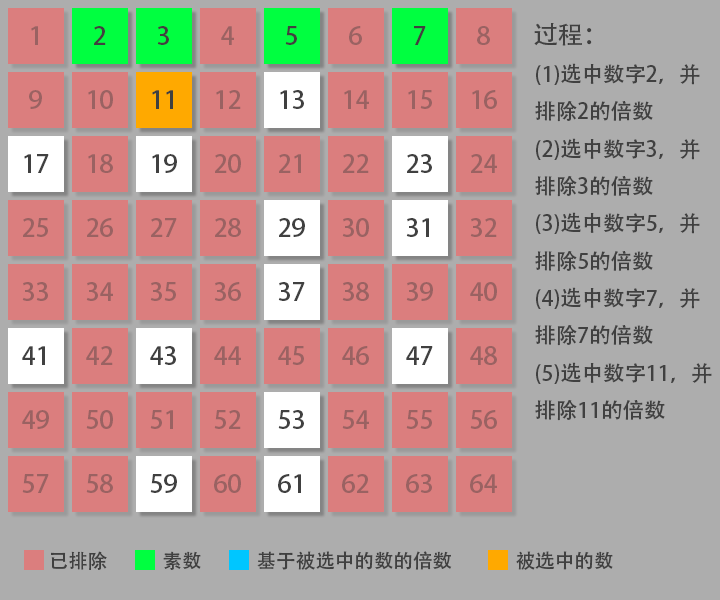 1 2 3 4 5 6 7 8
9 10 11 12 13 14 15 16
17 18 19 20 21 22 23 24
25 26 27 28 29 30 31 32
33 34 35 36 37 38 39 40
41 42 43 44 45 46 47 48
49 50 51 52 53 54 55 56
57 58 59 60 61 62 63 64
过程：
(1)选中数字2，并
排除2的倍数
(2)选中数字3，并
排除3的倍数
(3)选中数字5，并
排除5的倍数
(4)选中数字7，并
排除7的倍数
(5)选中数字11，并
排除11的倍数
已排除 素数 基于被选中的数的倍数 被选中的数